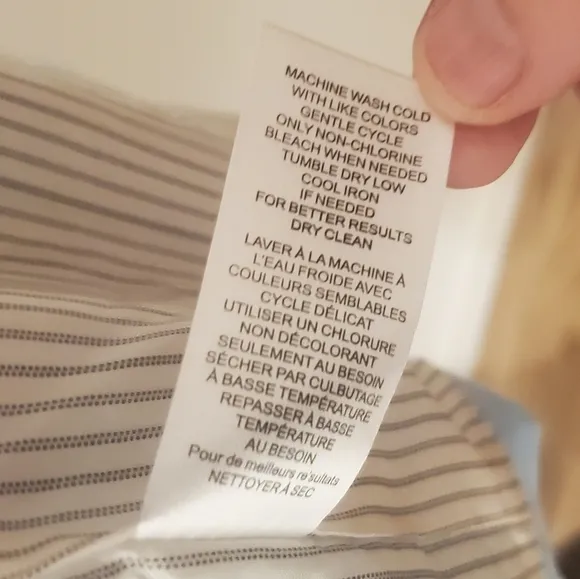 MACHINE WASH COLD
WITH LIKE COLORS
GENTLE CYCLE
ONLY NON-CHLORINE
BLEACH WHEN NEEDED
TUMBLE DRY LOW
COOL IRON
IF NEEDED
FOR BETTER RESULTS
DRY CLEAN
LAVER À LA MACHINE À
L'EAU FROIDE AVEC
COULEURS SEMBLABLES
CYCLE DÉLICAT
UTILISER UN CHLORURE
NON DÉCOLORANT
SEULEMENT AU BESOIN
SÉCHER PAR CULBUTAGE
À BASSE TEMPÉRATURE
REPASSER À BASSE
TEMPÉRATURE
AU BESOIN
Pour de meilleurs re'sultats
NETTOYER À SEC